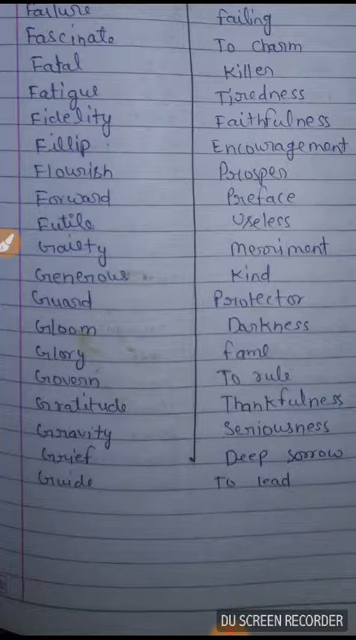 Failure failing
Fascinate To charm
Fatal Killer
Fatigue Tiredness
Fidelity Faithfulness
Fillip Encouragement
Flourish Prosper
Forward Preface
Futile Useless
Gaiety merriment
Generous Kind
Guard Protector
Gloom Darkness
Glory fame
Govern To rule
Gratitude Thankfulness
Gravity Seriousness
Grief Deep sorrow
Guide To lead
DU SCREEN RECORDER